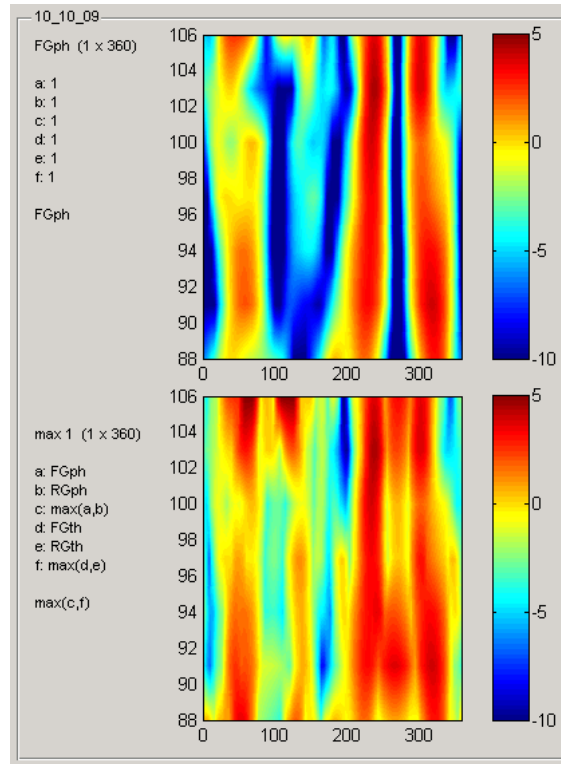 10_10_09
FGph (1 x 360)
a: 1
b: 1
c: 1
d: 1
e: 1
f: 1
FGph
106
104
102
100
98
96
94
92
90
88
0
100
200
300
5
0
-5
-10
max 1 (1 x 360)
a: FGph
b: RGph
c: max(a,b)
d: FGth
e: RGth
f: max(d,e)
max(c,f)
106
104
102
100
98
96
94
92
90
88
0
100
200
300
5
0
-5
-10